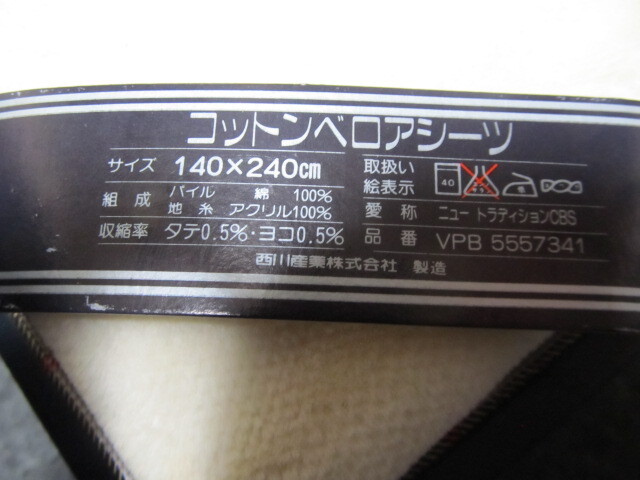 コットンベロアシーツ
サイズ 140×240cm
組成 パイル 綿 100%
地糸 アクリル100%
収縮率 タテ0.5%・ヨコ0.5%
取扱い
絵表示 40
愛称 ニュー トラディションCBS
品番 VPB 5557341
西川産業株式会社 製造